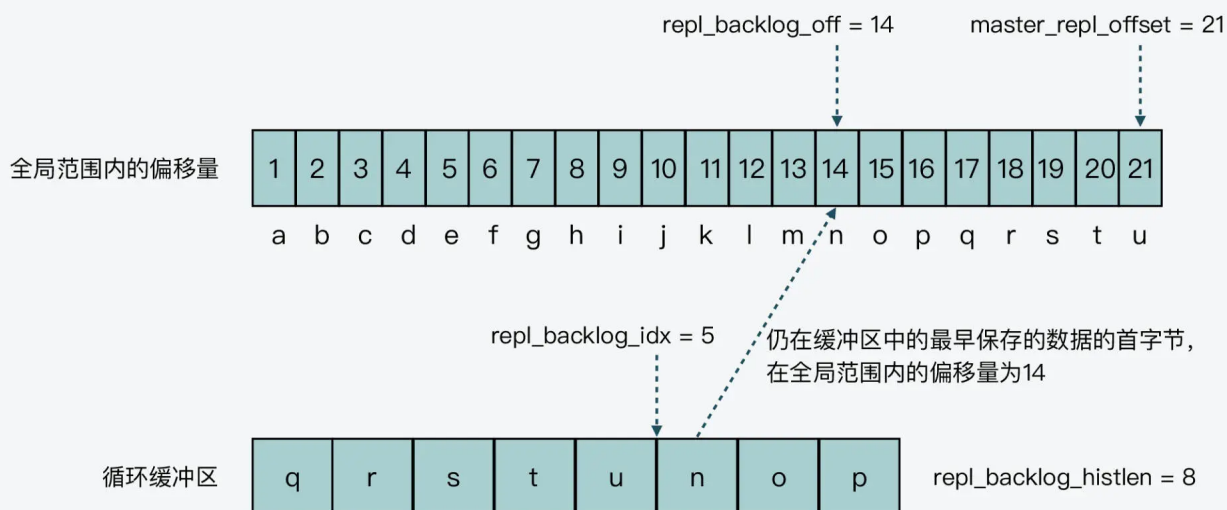 repl_backlog_off = 14
master_repl_offset = 21
全局范围内的偏移量
1 2 3 4 5 6 7 8 9 10 11 12 13 14 15 16 17 18 19 20 21
a b c d e f g h i j k l m n o p q r s t u
repl_backlog_idx = 5
仍在缓冲区中的最早保存的数据的首字节，
在全局范围内的偏移量为14
循环缓冲区
q r s t u n o p
repl_backlog_histlen = 8